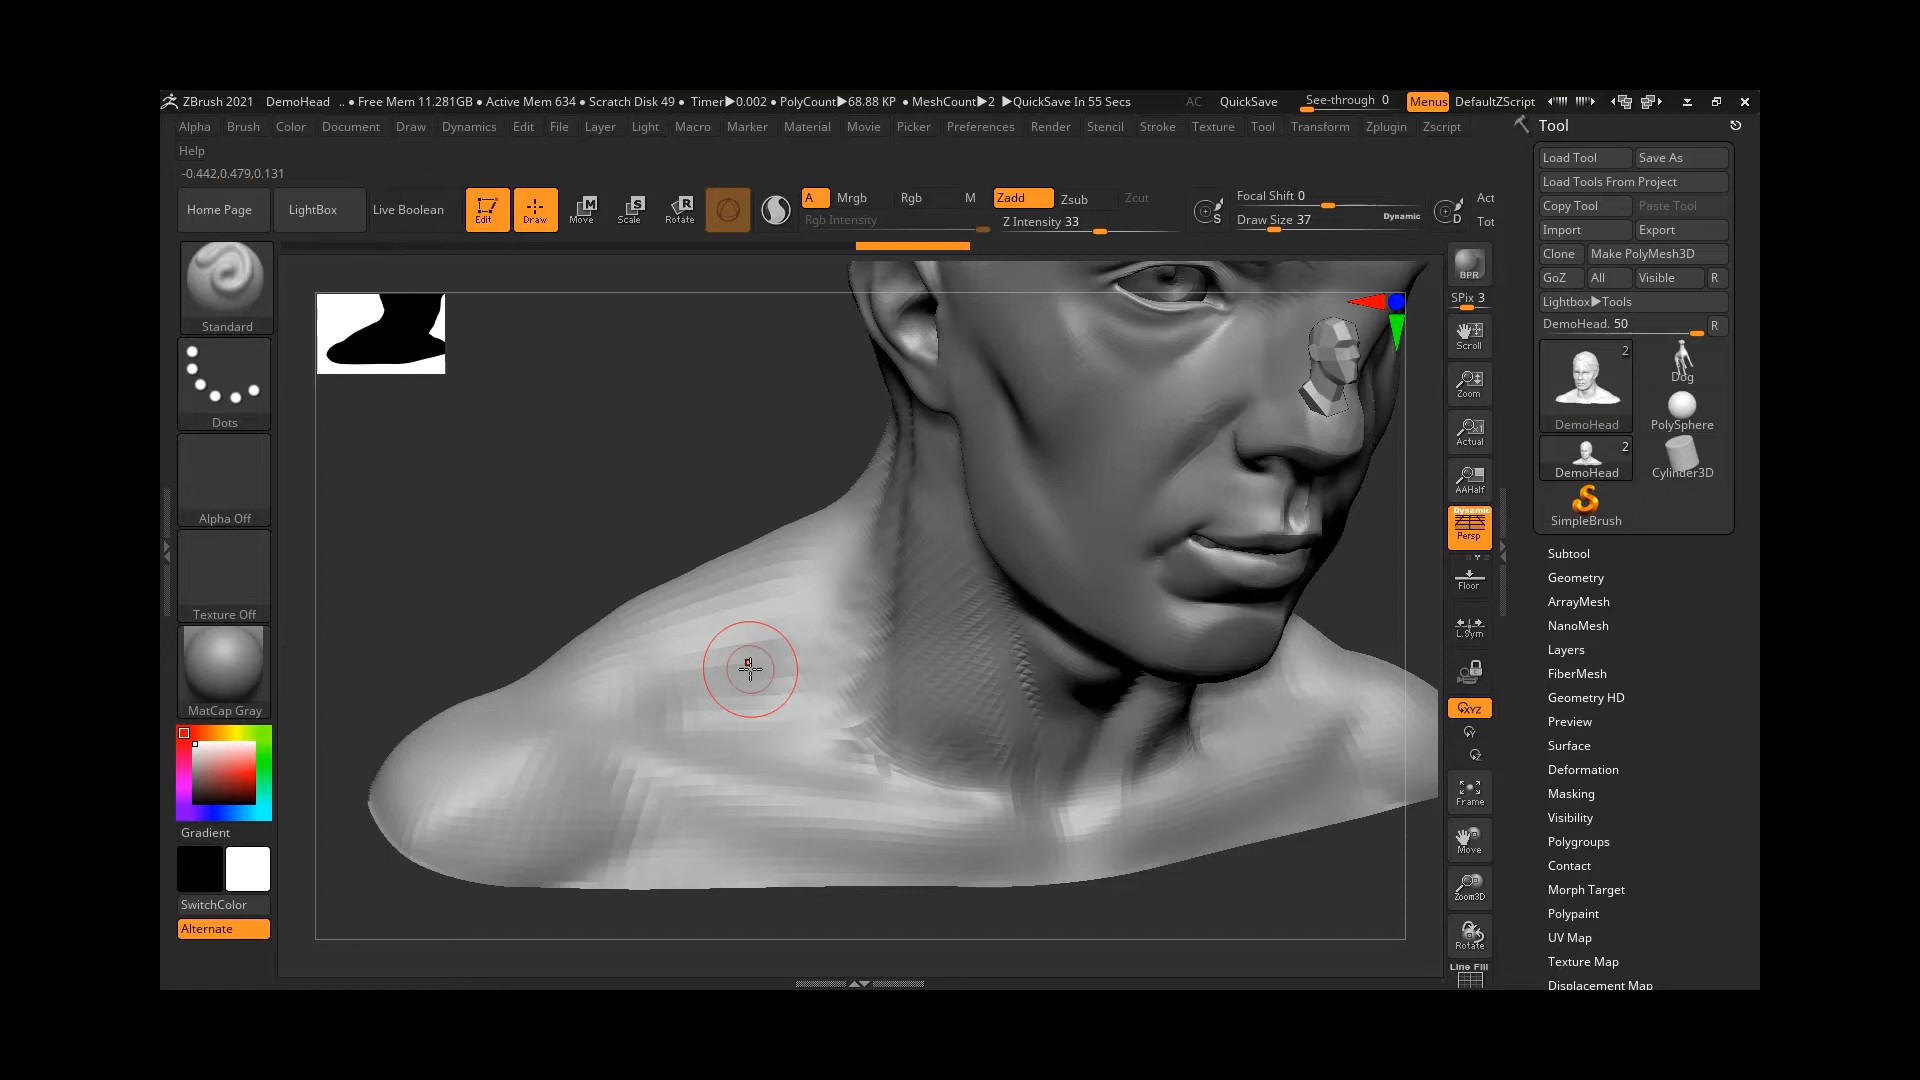 ZBrush 2021 DemoHead .. ● Free Mem 11.281GB ● Active Mem 634 ● Scratch Disk 49 ● Timer▶0.002 ● PolyCount▶68.88 KP ● MeshCount▶2 ▶QuickSave In 55 Secs AC QuickSave See-through 0 Menus DefaultZScript
Alpha Brush Color Document Draw Dynamics Edit File Layer Light Macro Marker Material Movie Picker Preferences Render Stencil Stroke Texture Tool Transform Zplugin Zscript
Help
-0.442,0.479,0.131
Home Page LightBox Live Boolean Edit Draw Move Scale Rotate
A Mrgb Rgb M Zadd Zsub Zcut
Rgb Intensity Z Intensity 33
Focal Shift 0
Draw Size 37 Dynamic
S
D
Act
Tot
Standard
Dots
Alpha Off
Texture Off
MatCap Gray
Gradient
SwitchColor
Alternate
BPR
SPix 3
Scroll
Zoom
Actual
AAHalf
Dynamic
Persp
Floor
L.Sym
XYZ
Y
Z
Frame
Move
Zoom3D
Rotate
Line Fill
Tool
Load Tool Save As
Load Tools From Project
Copy Tool Paste Tool
Import Export
Clone Make PolyMesh3D
GoZ All Visible R
Lightbox▶Tools
DemoHead. 50 R
2
DemoHead
Dog
PolySphere
2
DemoHead
Cylinder3D
SimpleBrush
Subtool
Geometry
ArrayMesh
NanoMesh
Layers
FiberMesh
Geometry HD
Preview
Surface
Deformation
Masking
Visibility
Polygroups
Contact
Morph Target
Polypaint
UV Map
Texture Map
Displacement Map